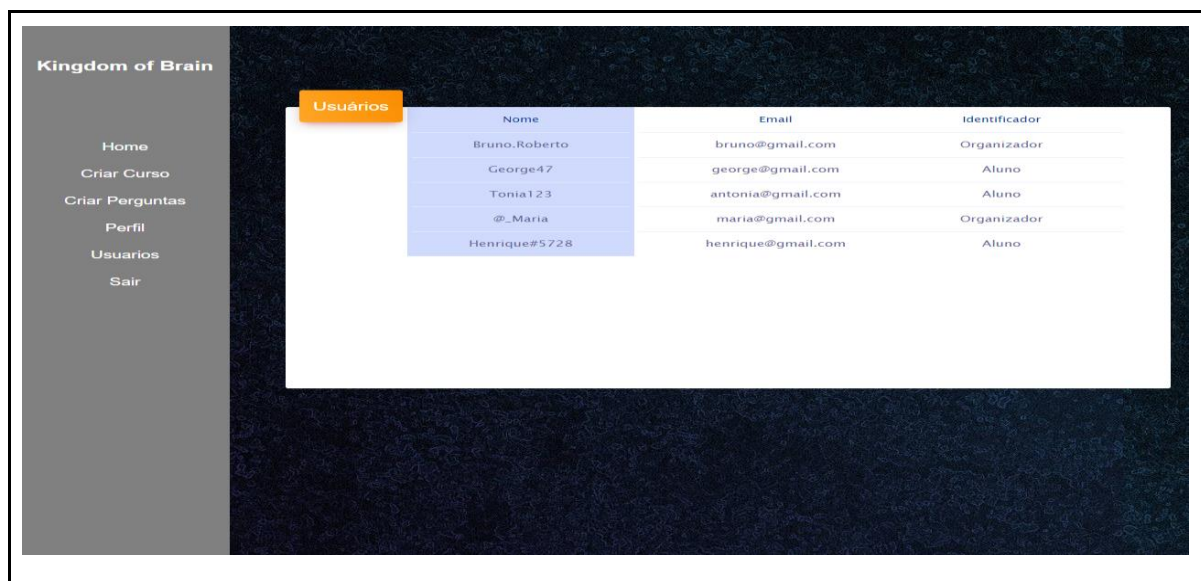 Kingdom of Brain
Home
Criar Curso
Criar Perguntas
Perfil
Usuarios
Sair
Usuários
Nome Email Identificador
Bruno.Roberto bruno@gmail.com Organizador
George47 george@gmail.com Aluno
Tonia123 antonia@gmail.com Aluno
@_Maria maria@gmail.com Organizador
Henrique#5728 henrique@gmail.com Aluno